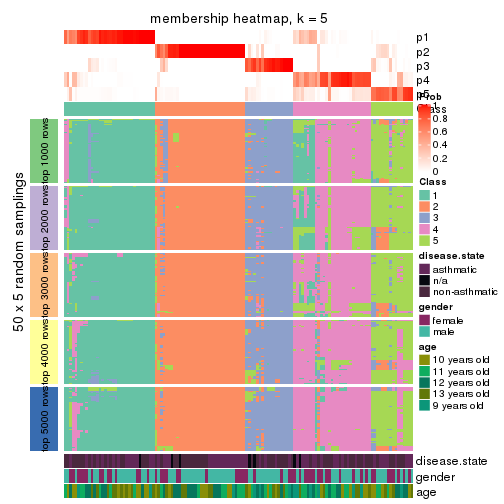 membership heatmap, k = 5
p1
p2
p3
p4
p5
Prob
1
0.8
0.6
0.4
0.2
0
Class
Class
1
2
3
4
5
disease.state
asthmatic
n/a
non-asthmatic
gender
female
male
age
10 years old
11 years old
12 years old
13 years old
9 years old
50 x 5 random samplings
top 1000 rows
top 2000 rows
top 3000 rows
top 4000 rows
top 5000 rows
disease.state
gender
age